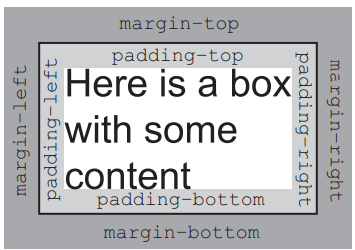 margin-top
padding-top
margin-left
padding-left
Here is a box
with some
content
padding-right
margin-right
padding-bottom
margin-bottom